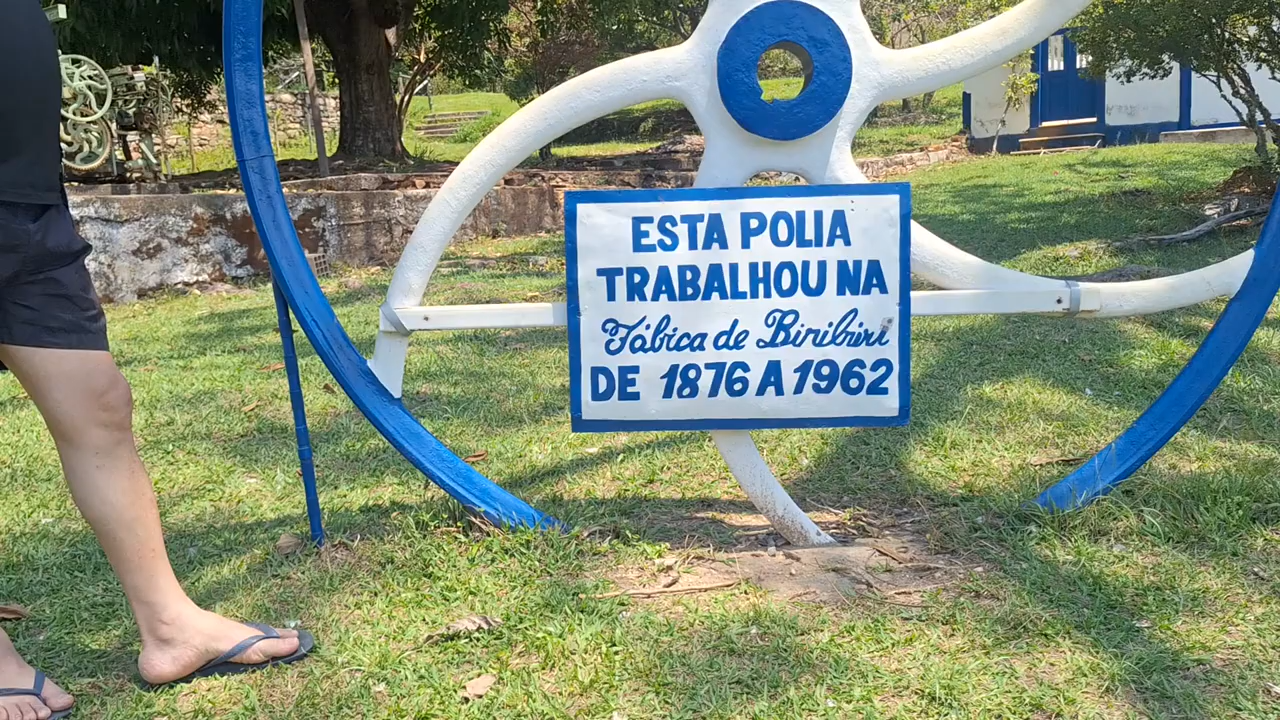 ESTA POLIA
TRABALHOU NA
Fábica de Biribiri
DE 1876 A 1962